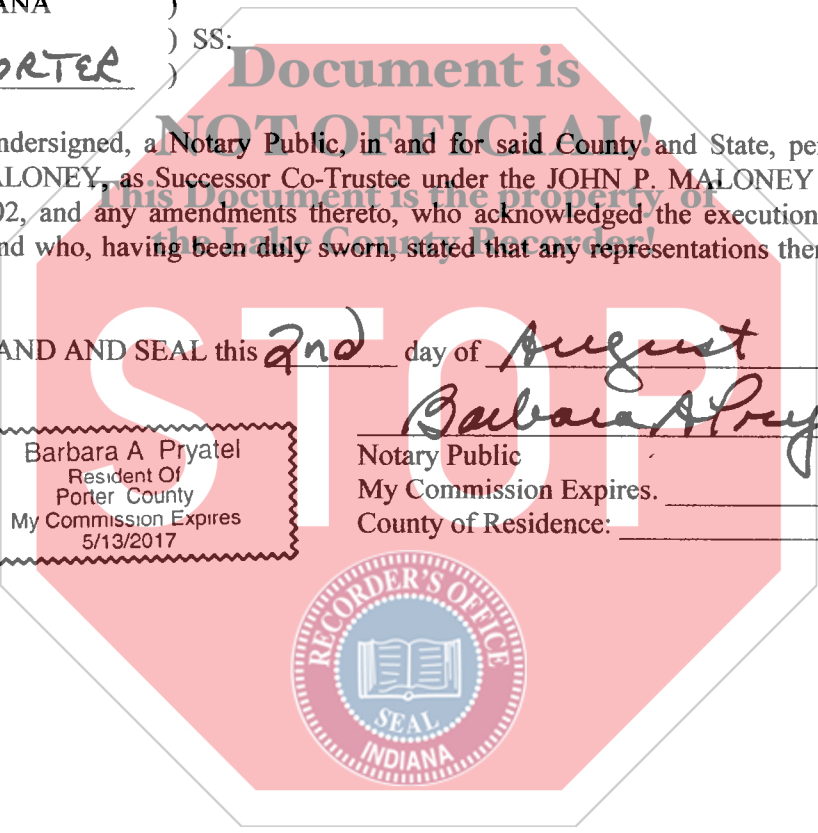 ANA )
) SS:
ORTER )
Document is
NOT OFFICIAL!
This Document is the property of
the Lake County Recorder!
ndersigned, a Notary Public, in and for said County and State, pe
ALONEY, as Successor Co-Trustee under the JOHN P. MALONEY
02, and any amendments thereto, who acknowledged the execution
nd who, having been duly sworn, stated that any representations the
STOP
AND AND SEAL this 2nd day of August
Barbara A Pry
Notary Public
My Commission Expires.
County of Residence:
Barbara A Pryatel
Resident Of
Porter County
My Commission Expires
5/13/2017
RECORDER'S OFFICE
SEAL
INDIANA